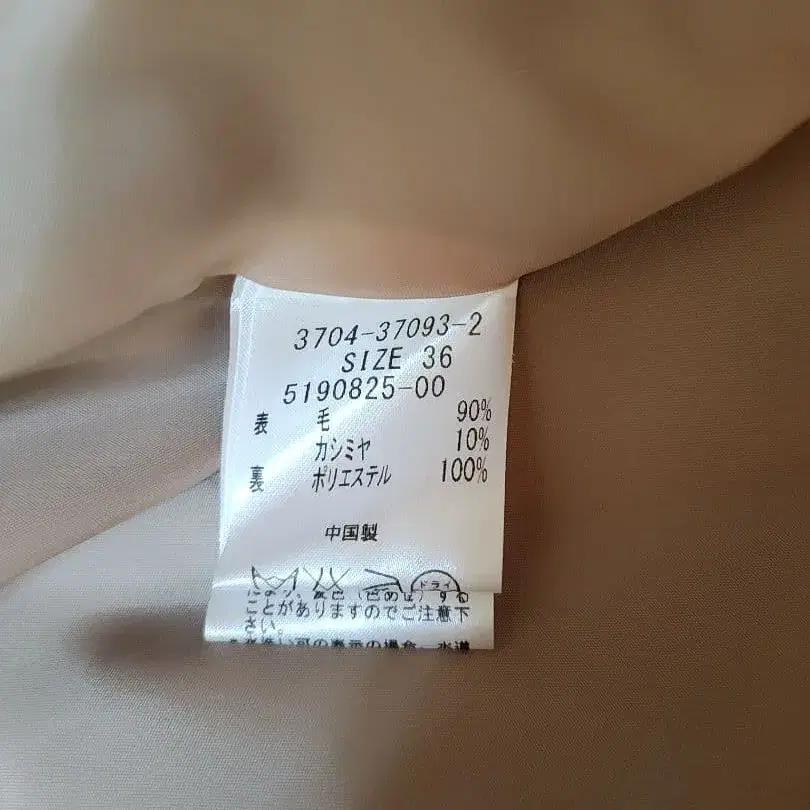 3704-37093-2
SIZE 36
5190825-00
表 毛 90%
カシミヤ 10%
裏 ポリエステル 100%
中国製
ドライ
ことがありますのでご注意下
さい。